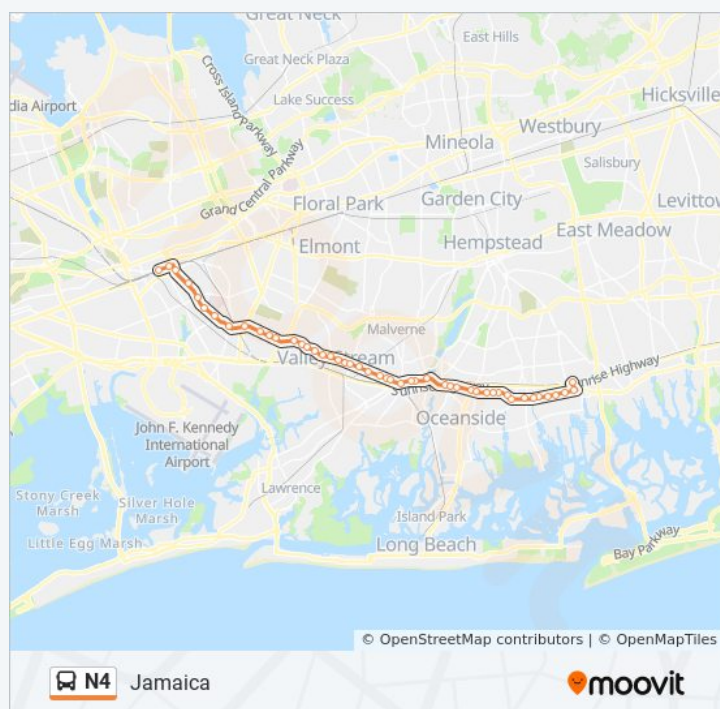 Great Neck
East Hills
Great Neck Plaza
dia Airport
Cross Island Parkway
Lake Success
Hicksville
Westbury
Mineola
Salisbury
Grand Central Parkway
Floral Park
Garden City
Levittow
East Meadow
Elmont
Hempstead
Malverne
Valley Stream
Sunrise Highway
Oceanside
John F. Kennedy
International
Airport
Lawrence
Stony Creek
Marsh
Silver Hole
Marsh
Island Park
Little Egg Marsh
Long Beach
Bay Parkway
© OpenStreetMap contributors | © OpenMapTiles
N4 Jamaica
moovit